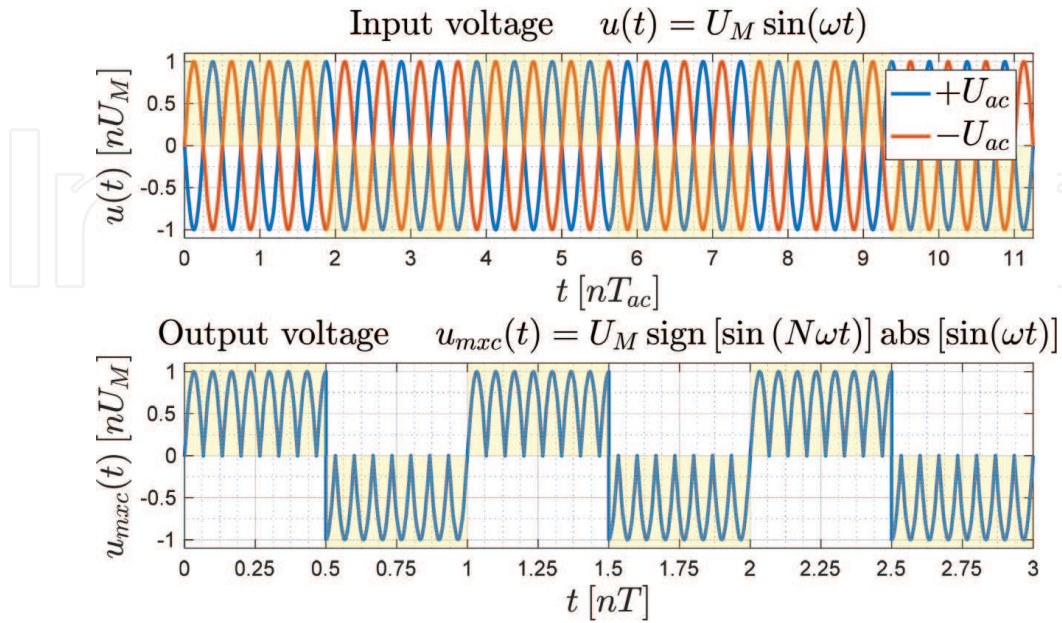 Input voltage u(t) = U_M sin(ωt)
u(t) [nU_M]
1
0.5
0
-0.5
-1
+U_ac
-U_ac
0 1 2 3 4 5 6 7 8 9 10 11
t [nT_ac]
Output voltage u_mxc(t) = U_M sign [sin (Nωt)] abs [sin(ωt)]
u_mxc(t) [nU_M]
1
0.5
0
-0.5
-1
0 0.25 0.5 0.75 1 1.25 1.5 1.75 2 2.25 2.5 2.75 3
t [nT]